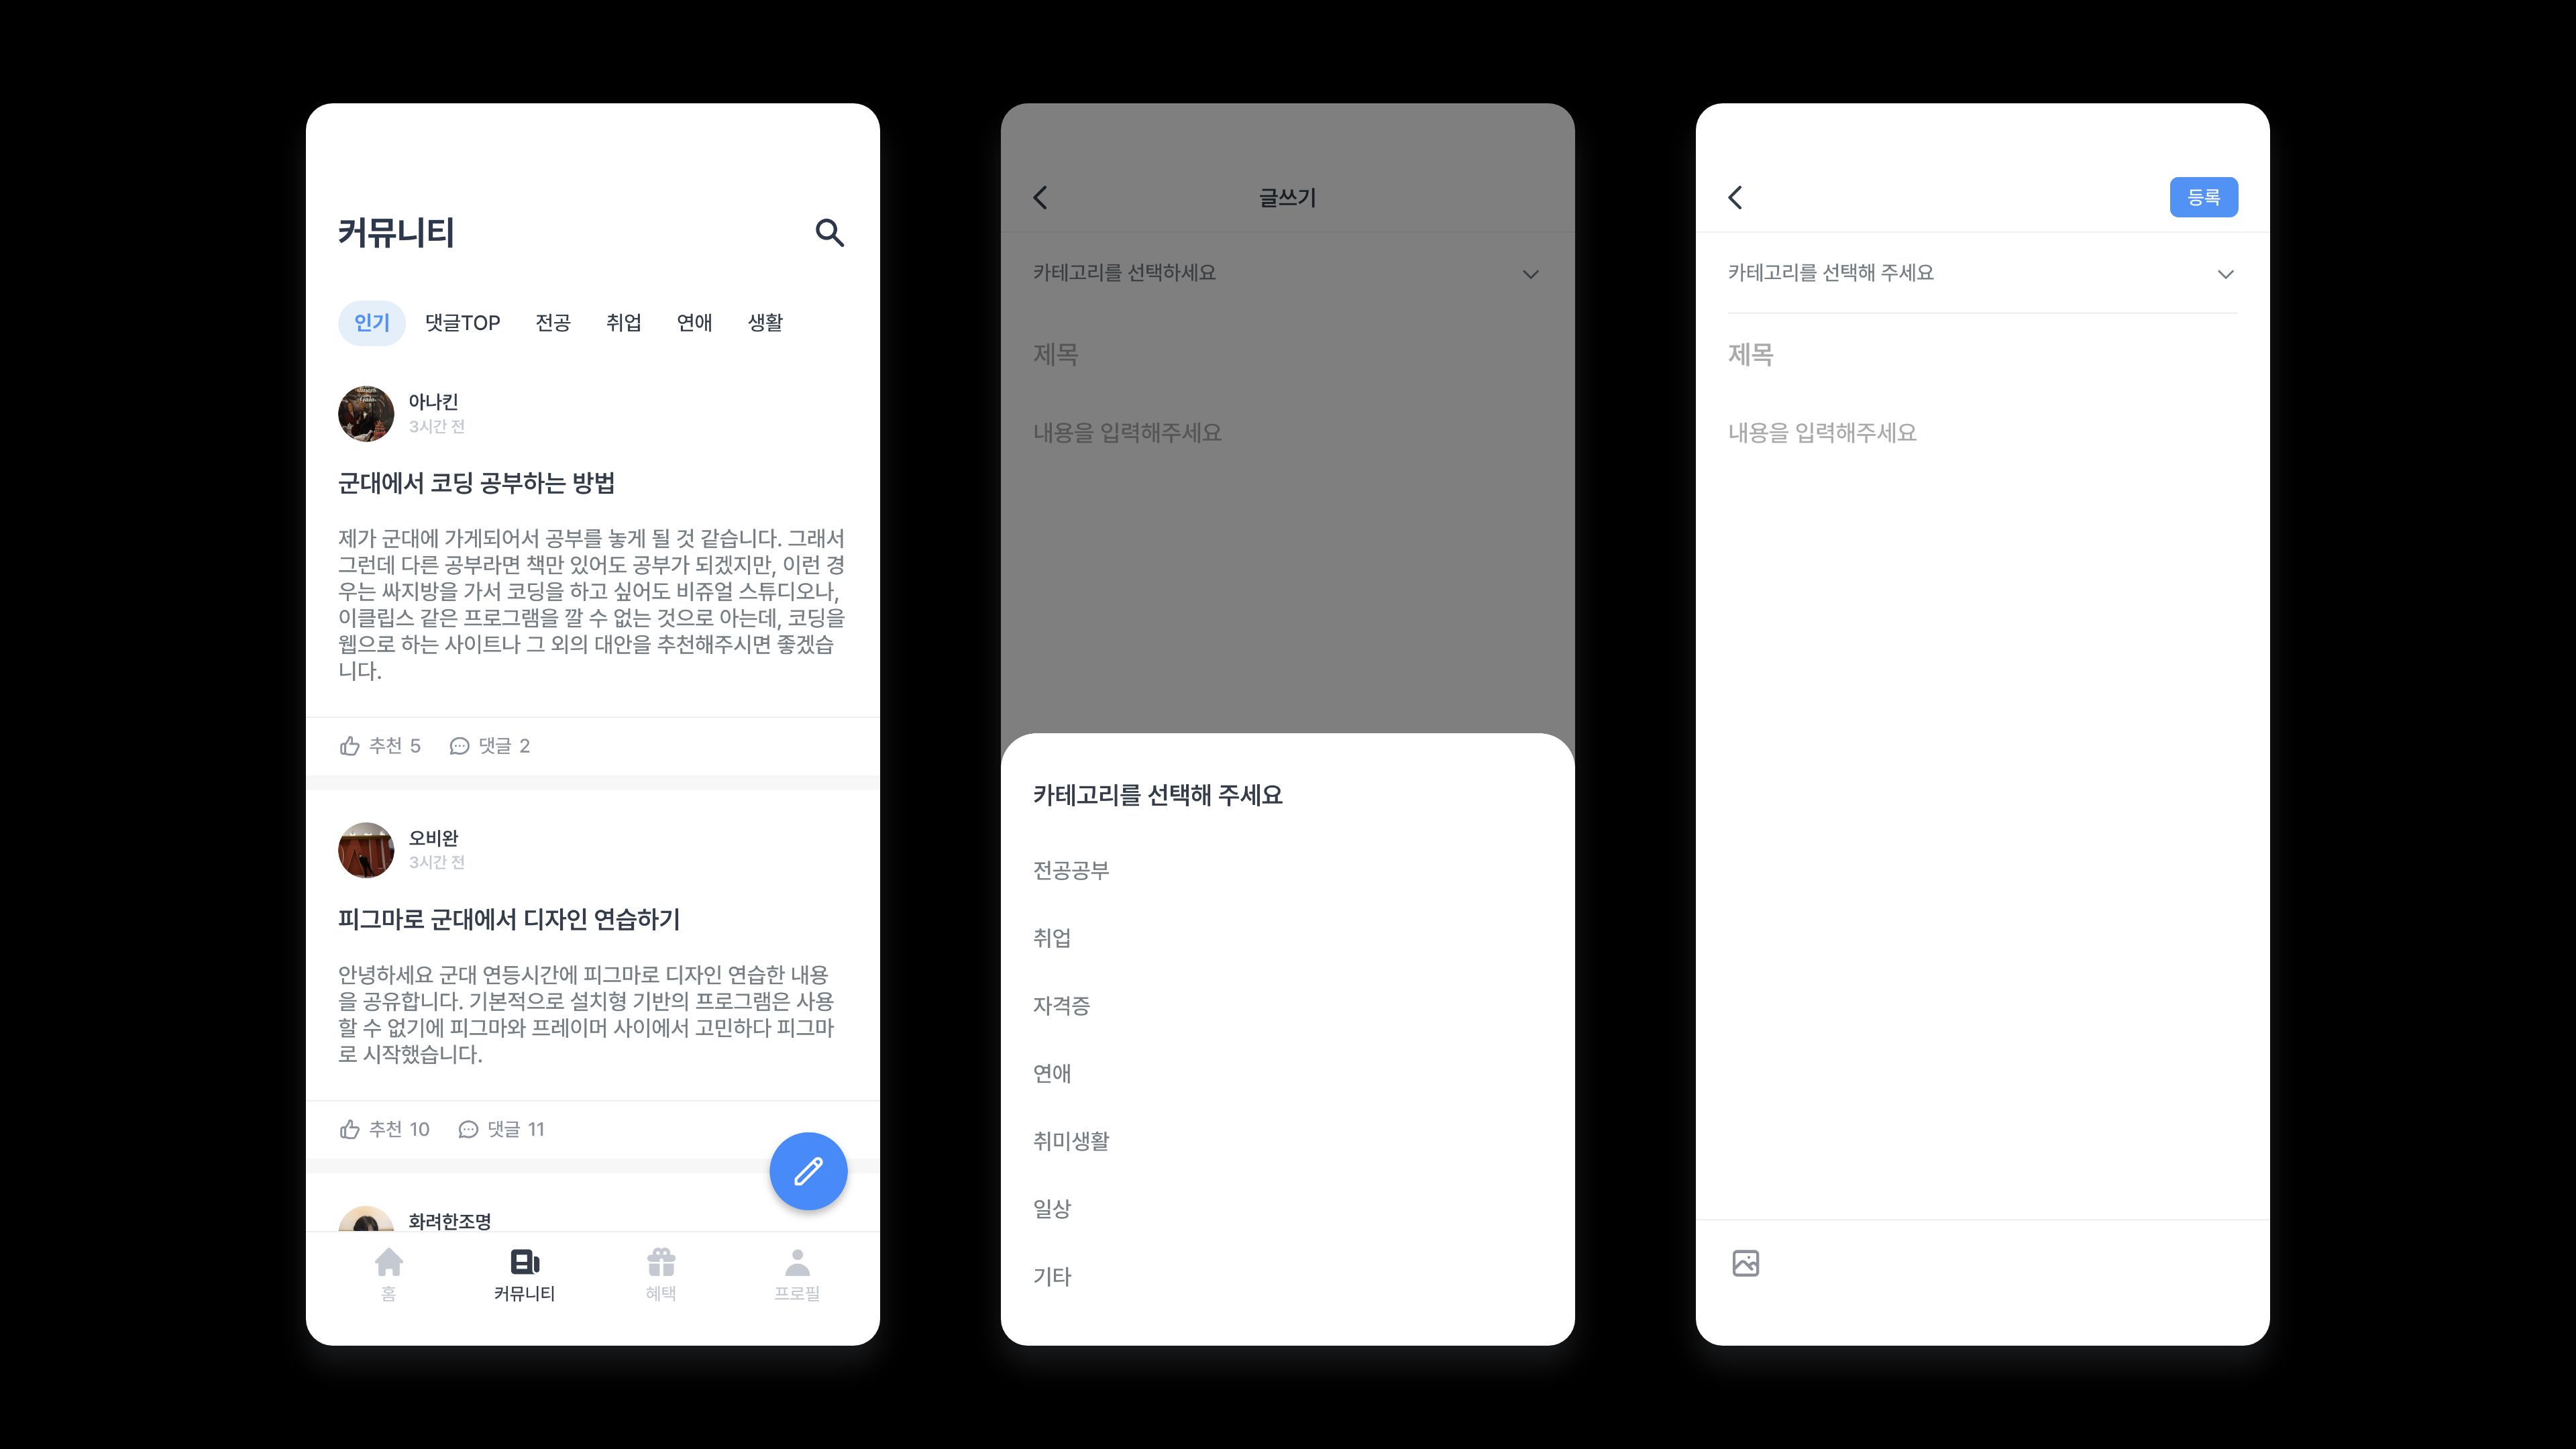 커뮤니티
인기 댓글TOP 전공 취업 연애 생활
아나킨
3시간 전
군대에서 코딩 공부하는 방법
제가 군대에 가게되어서 공부를 놓게 될 것 같습니다. 그래서
그런데 다른 공부라면 책만 있어도 공부가 되겠지만, 이런 경
우는 싸지방을 가서 코딩을 하고 싶어도 비쥬얼 스튜디오나,
이클립스 같은 프로그램을 깔 수 없는 것으로 아는데, 코딩을
웹으로 하는 사이트나 그 외의 대안을 추천해주시면 좋겠습
니다.
추천 5 댓글 2
오비완
3시간 전
피그마로 군대에서 디자인 연습하기
안녕하세요 군대 연등시간에 피그마로 디자인 연습한 내용
을 공유합니다. 기본적으로 설치형 기반의 프로그램은 사용
할 수 없기에 피그마와 프레이머 사이에서 고민하다 피그마
로 시작했습니다.
추천 10 댓글 11
화려한조명
홈 커뮤니티 혜택 프로필
글쓰기
카테고리를 선택하세요
제목
내용을 입력해주세요
카테고리를 선택해 주세요
전공공부
취업
자격증
연애
취미생활
일상
기타
등록
카테고리를 선택해 주세요
제목
내용을 입력해주세요